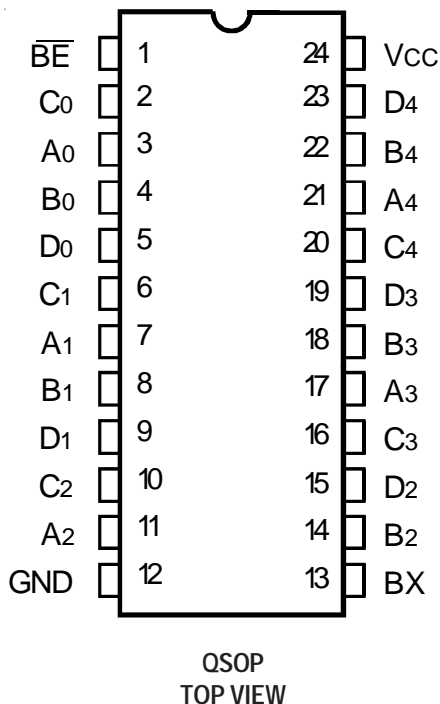 B̅E̅ 1 24 VCC
C0 2 23 D4
A0 3 22 B4
B0 4 21 A4
D0 5 20 C4
C1 6 19 D3
A1 7 18 B3
B1 8 17 A3
D1 9 16 C3
C2 10 15 D2
A2 11 14 B2
GND 12 13 BX
QSOP
TOP VIEW